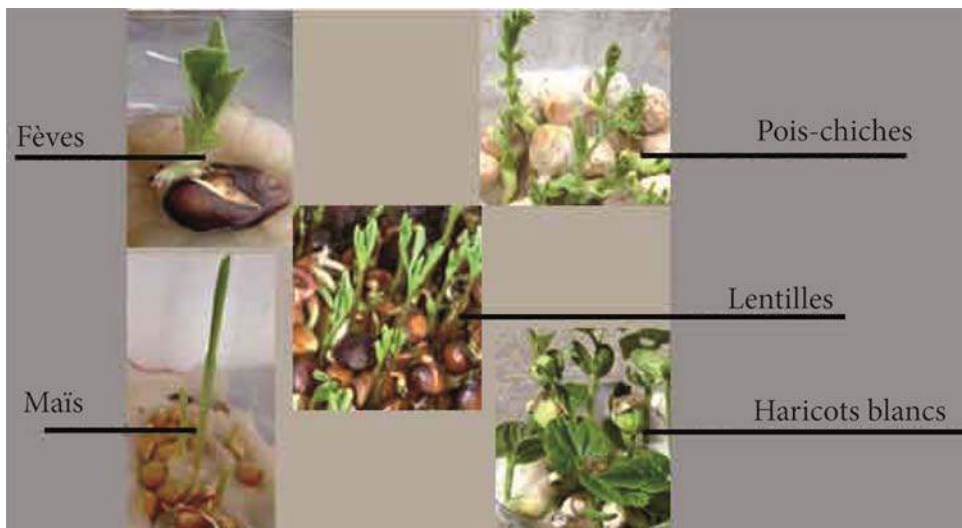 Fèves
Pois-chiches
Lentilles
Maïs
Haricots blancs